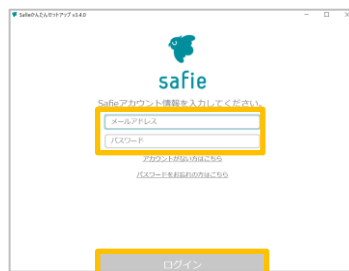 Safieかんたんセットアップ v3.4.0
safie
Safieアカウント情報を入力してください。
メールアドレス
パスワード
アカウントがない方はこちら
パスワードをお忘れの方はこちら
ログイン